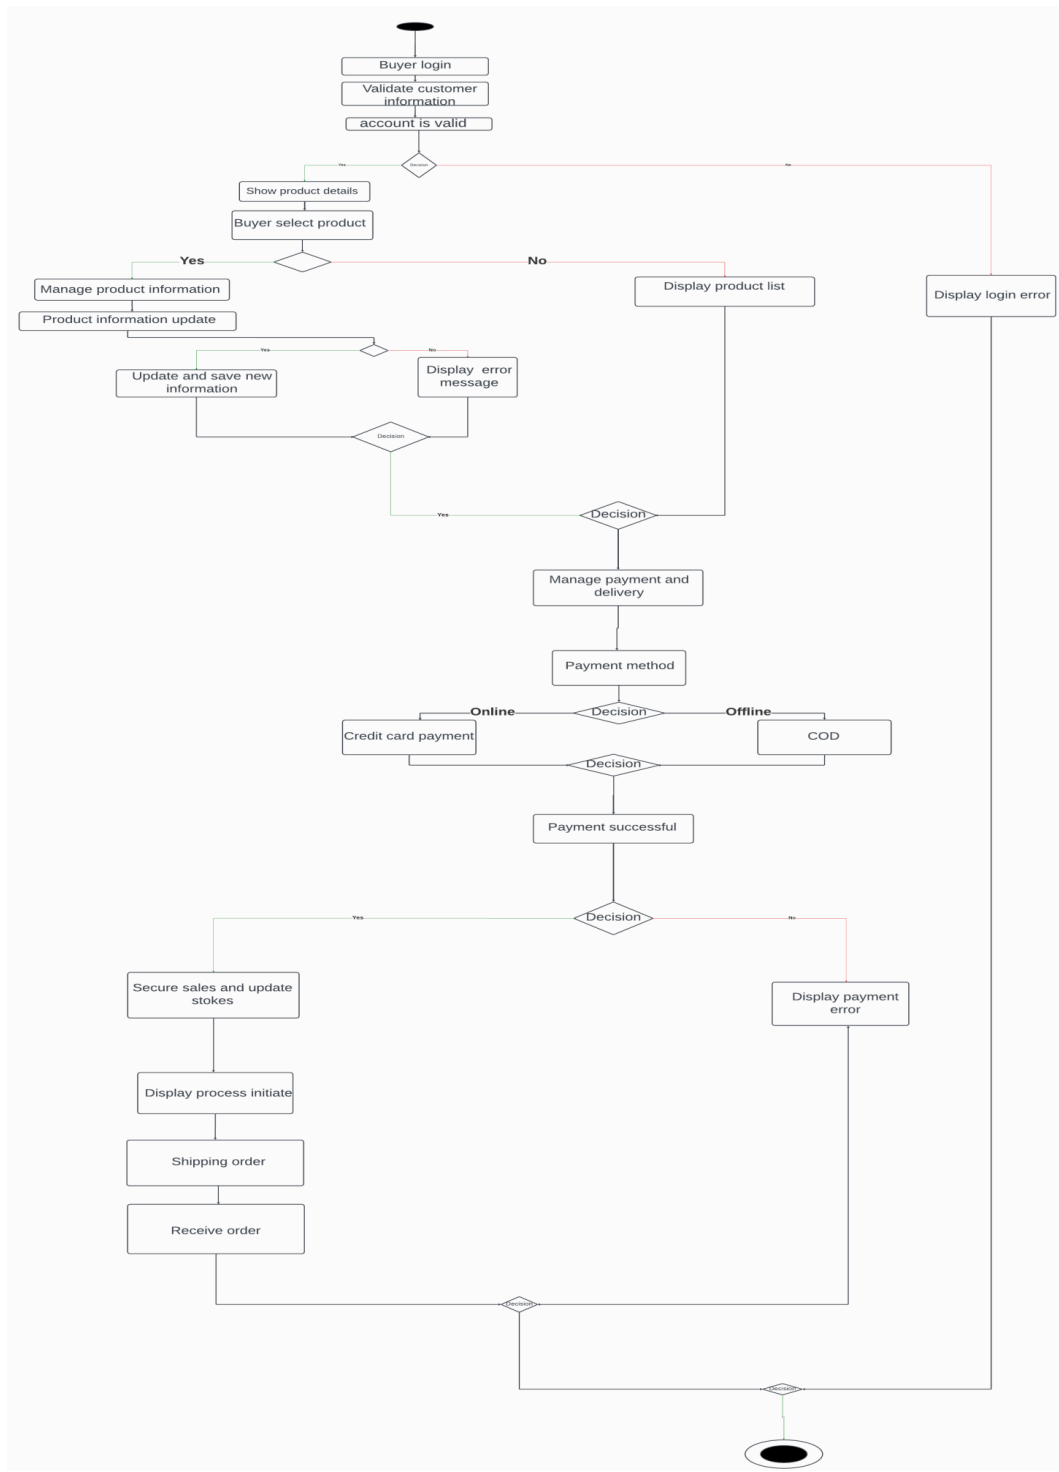 Buyer login
Validate customer
information
account is valid
Yes
Decision
No
Show product details
Buyer select product
Yes
No
Manage product information
Display product list
Display login error
Product information update
Yes
No
Update and save new
information
Display error
message
Decision
Yes
Decision
Manage payment and
delivery
Payment method
Online
Decision
Offline
Credit card payment
COD
Decision
Payment successful
Yes
Decision
No
Secure sales and update
stokes
Display payment
error
Display process initiate
Shipping order
Receive order
Decision
Decision